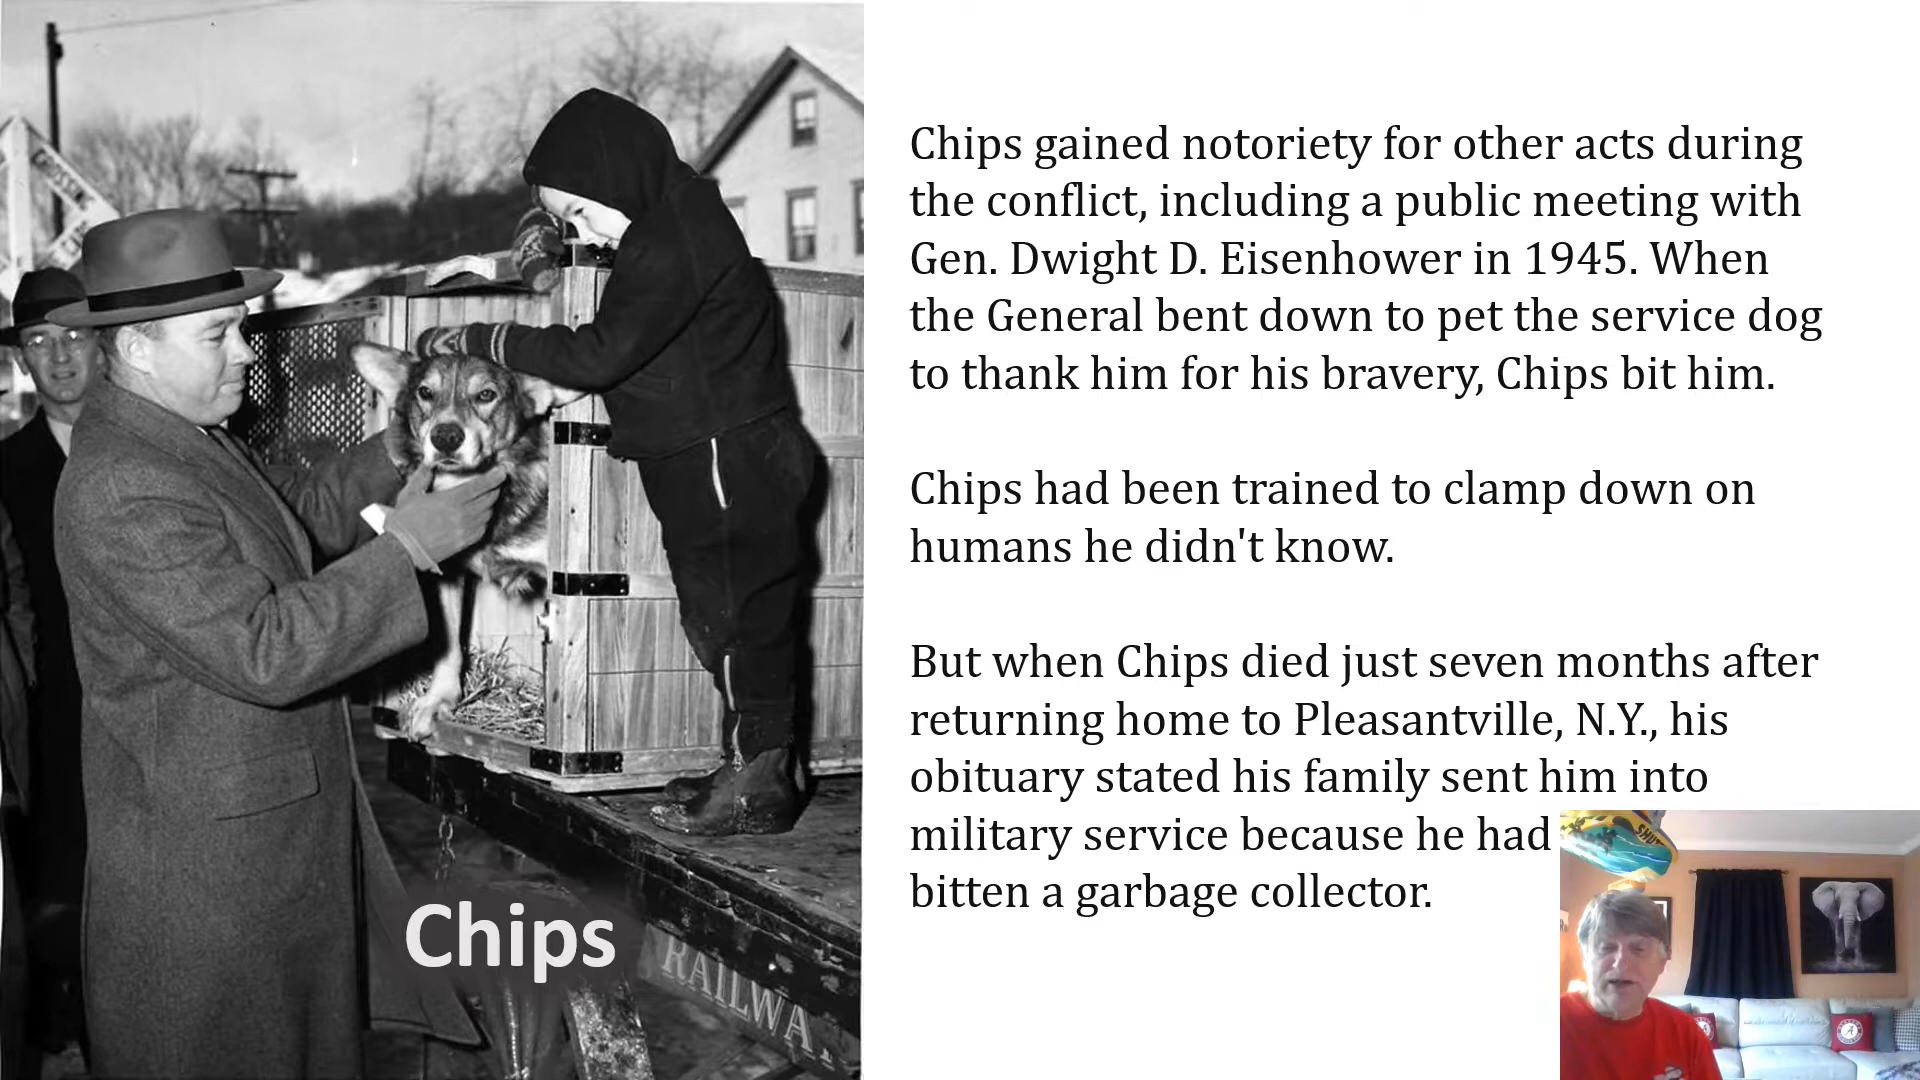 Chips gained notoriety for other acts during
the conflict, including a public meeting with
Gen. Dwight D. Eisenhower in 1945. When
the General bent down to pet the service dog
to thank him for his bravery, Chips bit him.
Chips had been trained to clamp down on
humans he didn't know.
But when Chips died just seven months after
returning home to Pleasantville, N.Y., his
obituary stated his family sent him into
military service because he had
bitten a garbage collector.
Chips
RAILWA
A